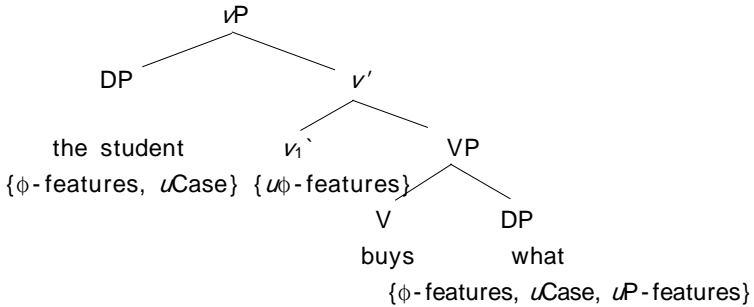 vP
DP v'
the student v₁` VP
{ϕ-features, uCase} {uϕ-features}
V DP
buys what
{ϕ-features, uCase, uP-features}